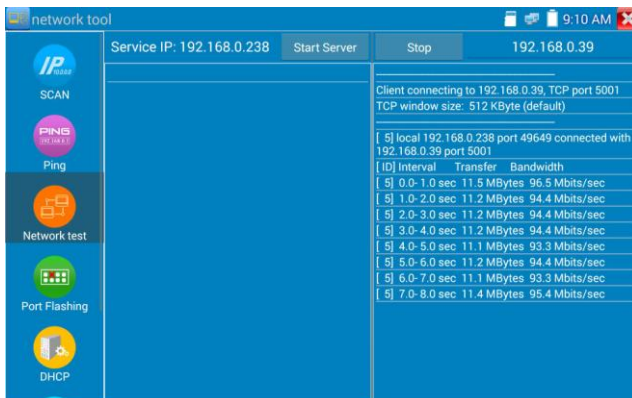 network tool
9:10 AM
Service IP: 192.168.0.238
Start Server
Stop
192.168.0.39
IP
SCAN
PING
Ping
Network test
Port Flashing
DHCP
Client connecting to 192.168.0.39, TCP port 5001
TCP window size: 512 KByte (default)
[ 5] local 192.168.0.238 port 49649 connected with
192.168.0.39 port 5001
[ID] Interval Transfer Bandwidth
[ 5] 0.0- 1.0 sec 11.5 MBytes 96.5 Mbits/sec
[ 5] 1.0- 2.0 sec 11.2 MBytes 94.4 Mbits/sec
[ 5] 2.0- 3.0 sec 11.2 MBytes 94.4 Mbits/sec
[ 5] 3.0- 4.0 sec 11.2 MBytes 94.4 Mbits/sec
[ 5] 4.0- 5.0 sec 11.1 MBytes 93.3 Mbits/sec
[ 5] 5.0- 6.0 sec 11.2 MBytes 94.4 Mbits/sec
[ 5] 6.0- 7.0 sec 11.1 MBytes 93.3 Mbits/sec
[ 5] 7.0- 8.0 sec 11.4 MBytes 95.4 Mbits/sec